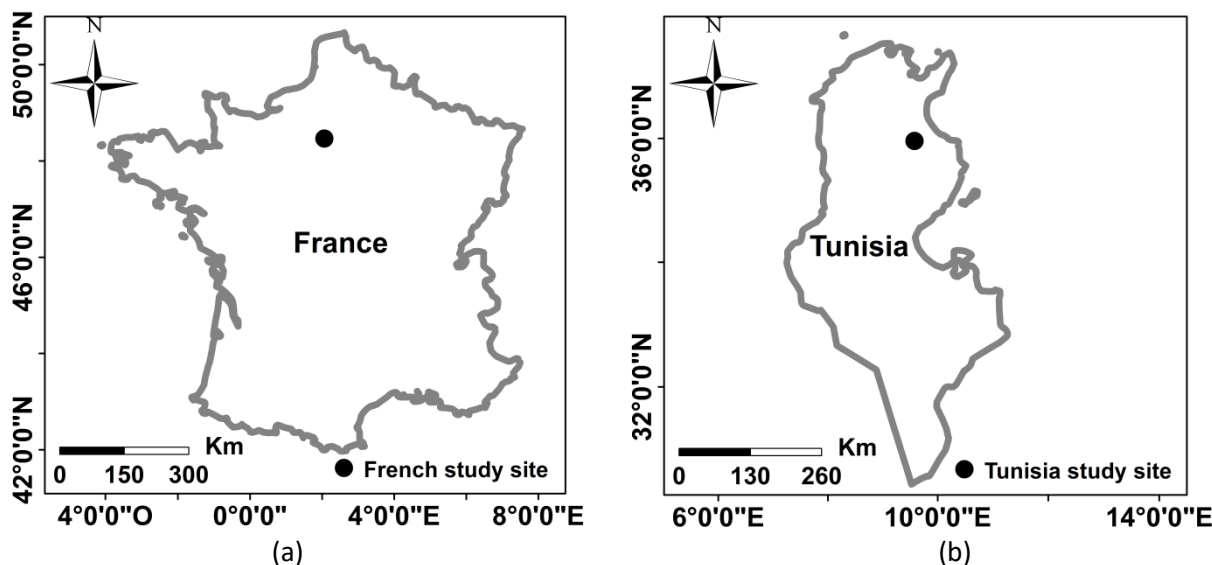 N
50°0'0"N
46°0'0"N
42°0'0"N
France
Km
0 150 300
French study site
4°0'0"O 0°0'0" 4°0'0"E 8°0'0"E
(a)
N
36°0'0"N
32°0'0"N
Tunisia
Km
0 130 260
Tunisia study site
6°0'0"E 10°0'0"E 14°0'0"E
(b)